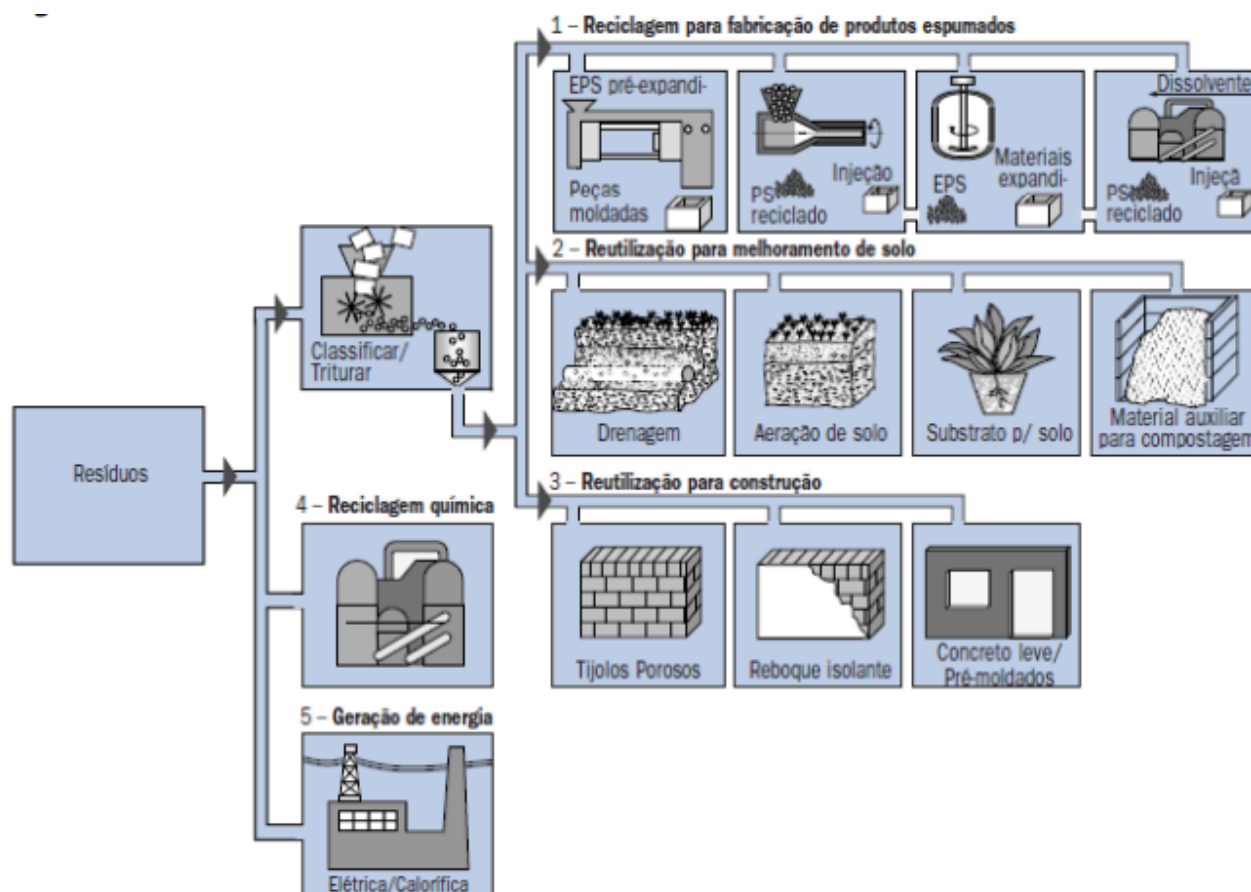 1 – Reciclagem para fabricação de produtos espumados
EPS pré-expandi-
Peças
moldadas
PS
reciclado
Injeção
EPS
Materiais
expandi-
Dissolvente
PS
reciclado
Injeçã
2 – Reutilização para melhoramento de solo
Classificar/
Triturar
Drenagem
Aeração de solo
Substrato p/ solo
Material auxiliar
para compostagem
Resíduos
3 – Reutilização para construção
4 – Reciclagem química
Tijolos Porosos
Reboque isolante
Concreto leve/
Pré-moldados
5 – Geração de energia
Elétrica/Calorífica